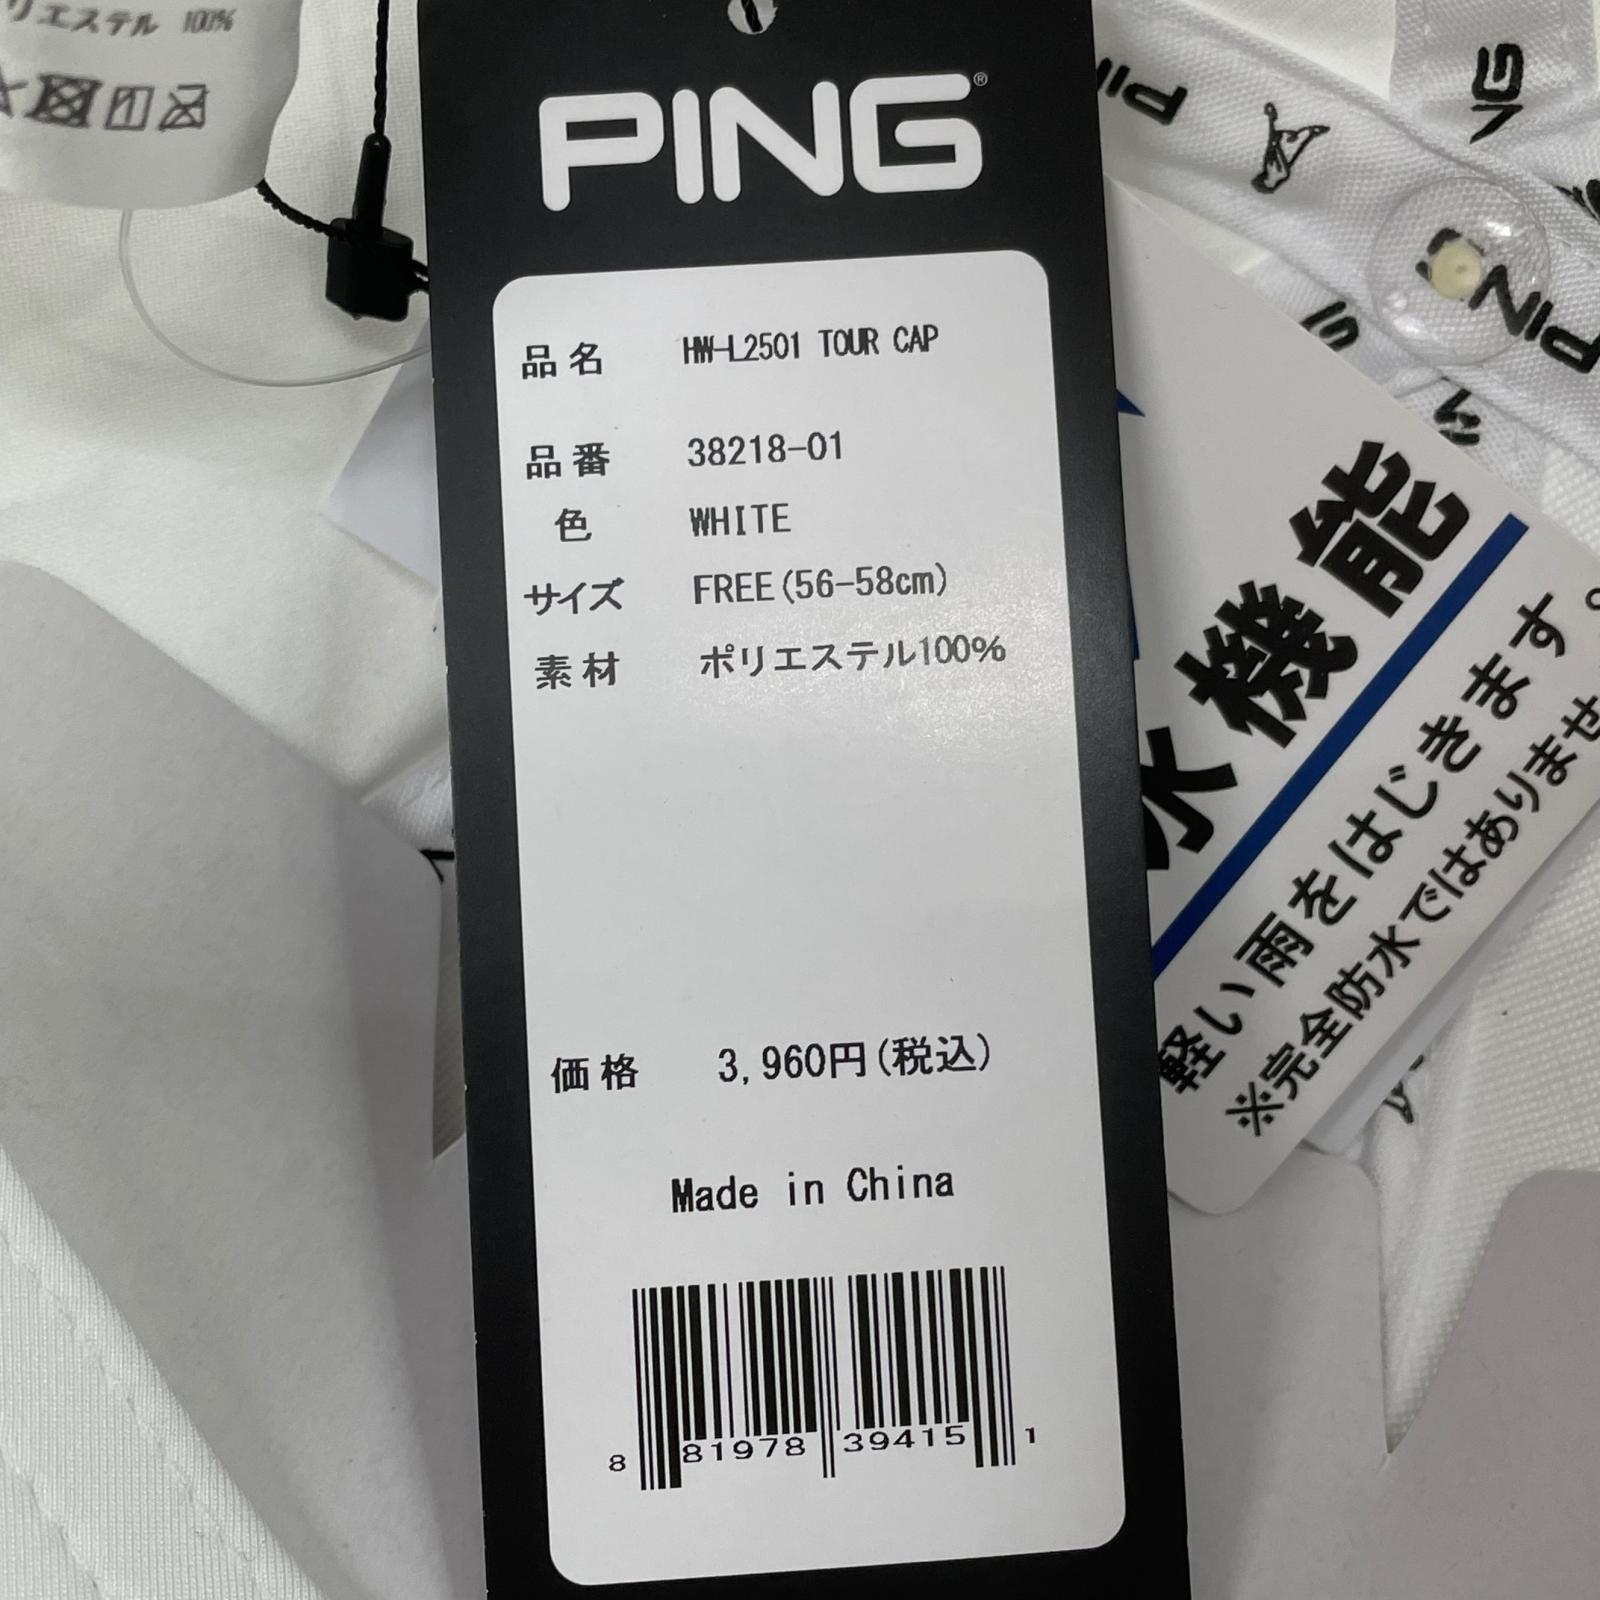 リエステル 100%
PING®
品名 HW-L2501 TOUR CAP
品番 38218-01
色 WHITE
サイズ FREE(56-58cm)
素材 ポリエステル100%
価格 3,960円(税込)
Made in China
8 81978 39415 1
水機能
軽い雨をはじきます。
※完全防水ではありませ
PING